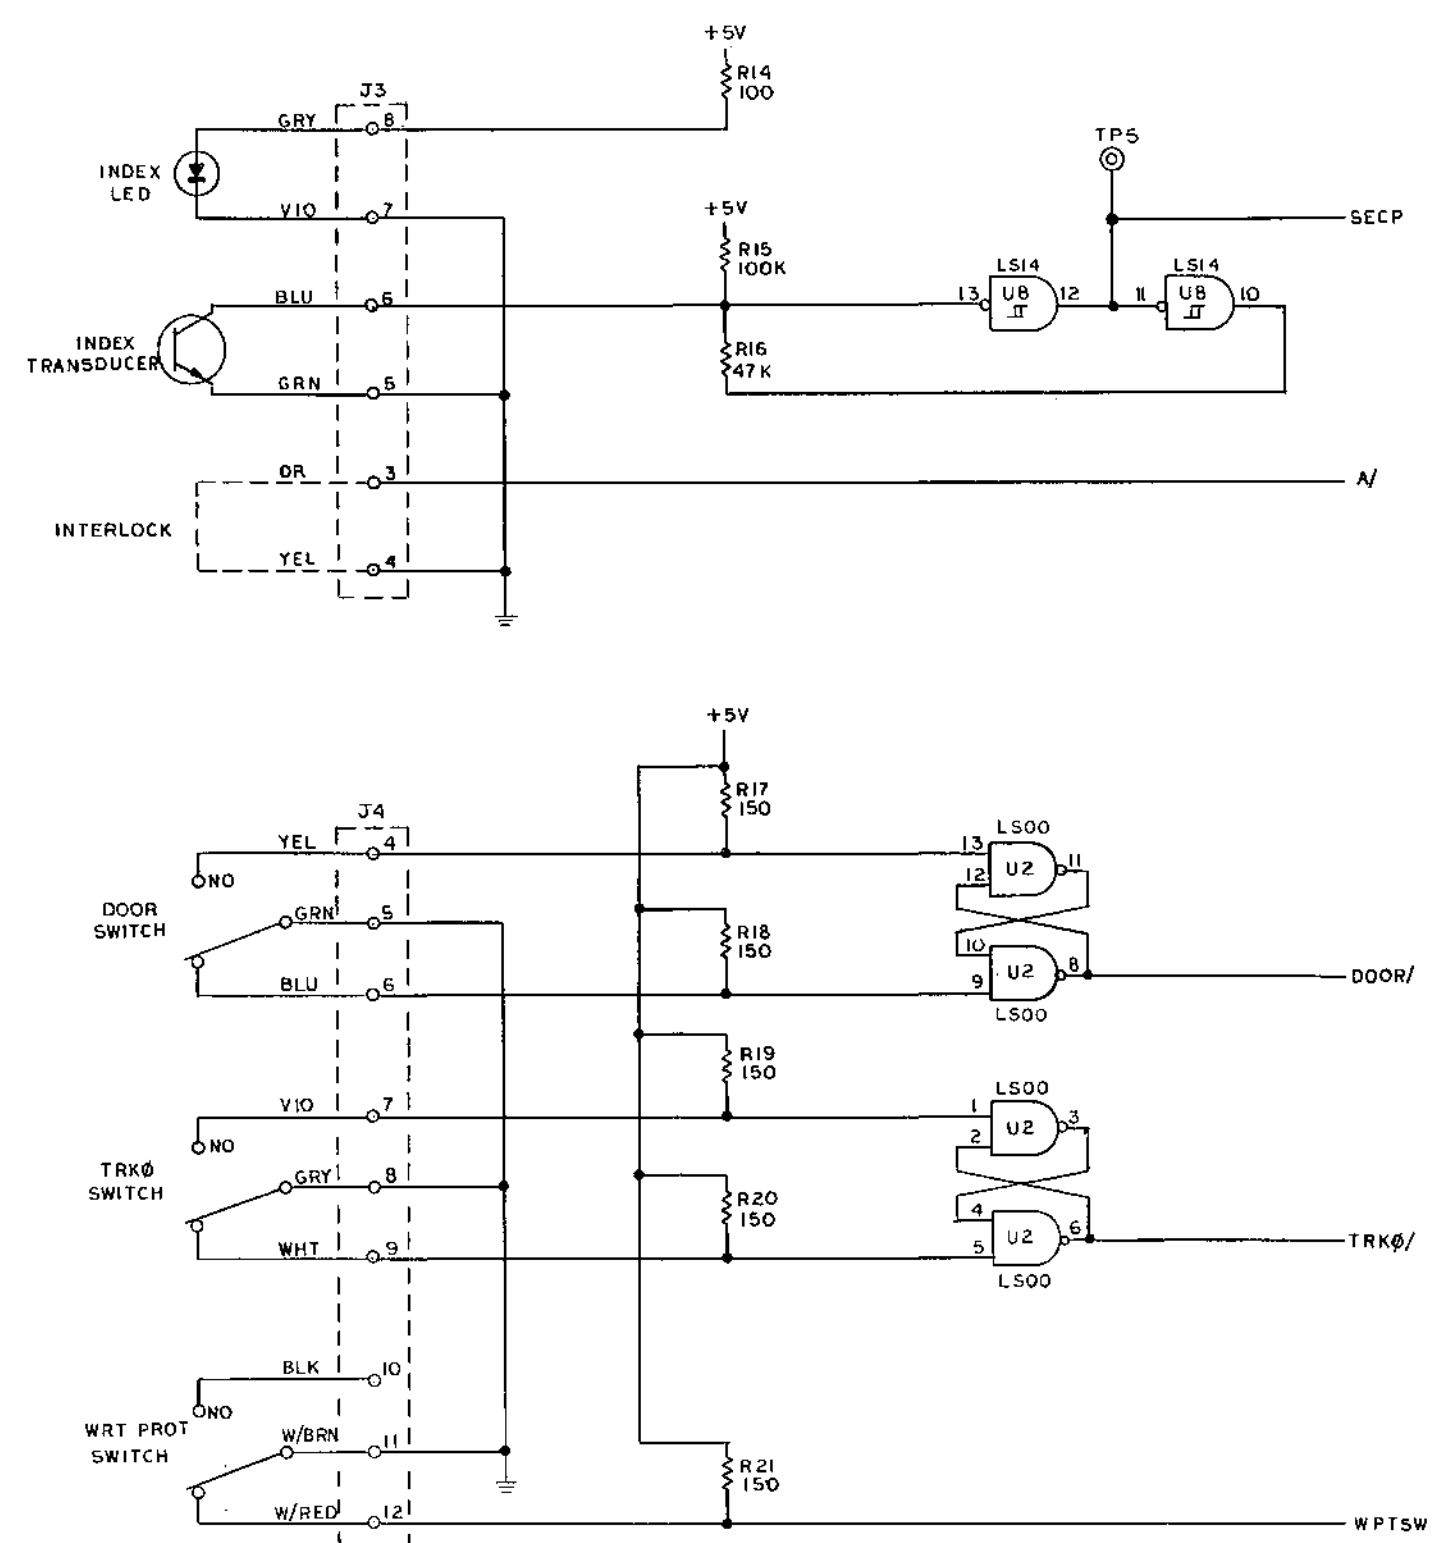 +5V
R14
100
J3
GRY 8
INDEX
LED
VIO 7
TP5
SECP
+5V
R15
100K
BLU 6
LS14
13 U8 12
LS14
11 U8 10
INDEX
TRANSDUCER
R16
47K
GRN 5
OR 3
A/
INTERLOCK
YEL 4
+5V
R17
150
J4
YEL 4
NO
LS00
13
12
U2
11
DOOR
SWITCH
GRN 5
R18
150
BLU 6
10
9
U2
8
DOOR/
LS00
R19
150
VIO 7
NO
LS00
1
2
U2
3
TRKØ
SWITCH
GRY 8
R20
150
WHT 9
4
5
U2
6
TRKØ/
LS00
BLK 10
NO
WRT PROT
SWITCH
W/BRN 11
R21
150
W/RED 12
WPTSW